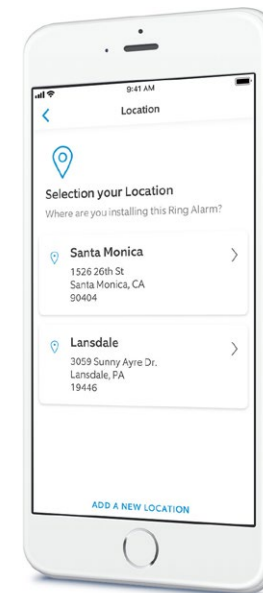 9:41 AM
Location
Selection your Location
Where are you installing this Ring Alarm?
Santa Monica
1526 26th St
Santa Monica, CA
90404
Lansdale
3059 Sunny Ayre Dr.
Lansdale, PA
19446
ADD A NEW LOCATION